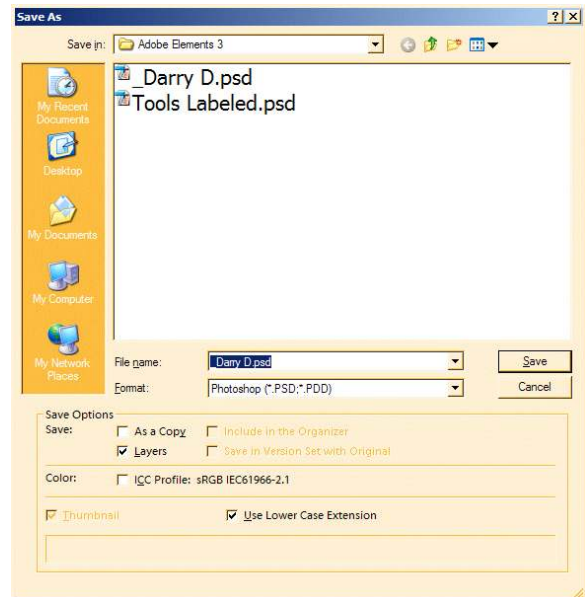 Save As
Save in: Adobe Elements 3
_Darry D.psd
Tools Labeled.psd
My Recent
Documents
Desktop
My Documents
My Computer
My Network
Places
File name: _Darry D.psd Save
Format: Photoshop (*.PSD;*.PDD) Cancel
Save Options
Save: As a Copy Include in the Organizer
Layers Save in Version Set with Original
Color: ICC Profile: sRGB IEC61966-2.1
Thumbnail Use Lower Case Extension